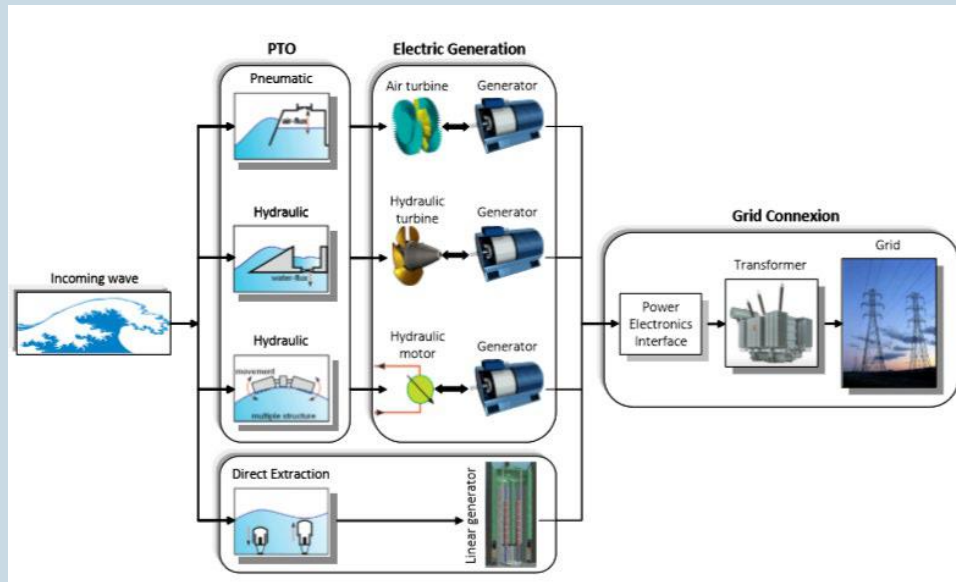 PTO
Electric Generation
Pneumatic
air-flux
Air turbine
Generator
Hydraulic
water-flux
Hydraulic
turbine
Generator
Hydraulic
movement
multiple structure
Hydraulic
motor
Generator
Incoming wave
Direct Extraction
Linear generator
Grid Connexion
Power
Electronics
Interface
Transformer
Grid